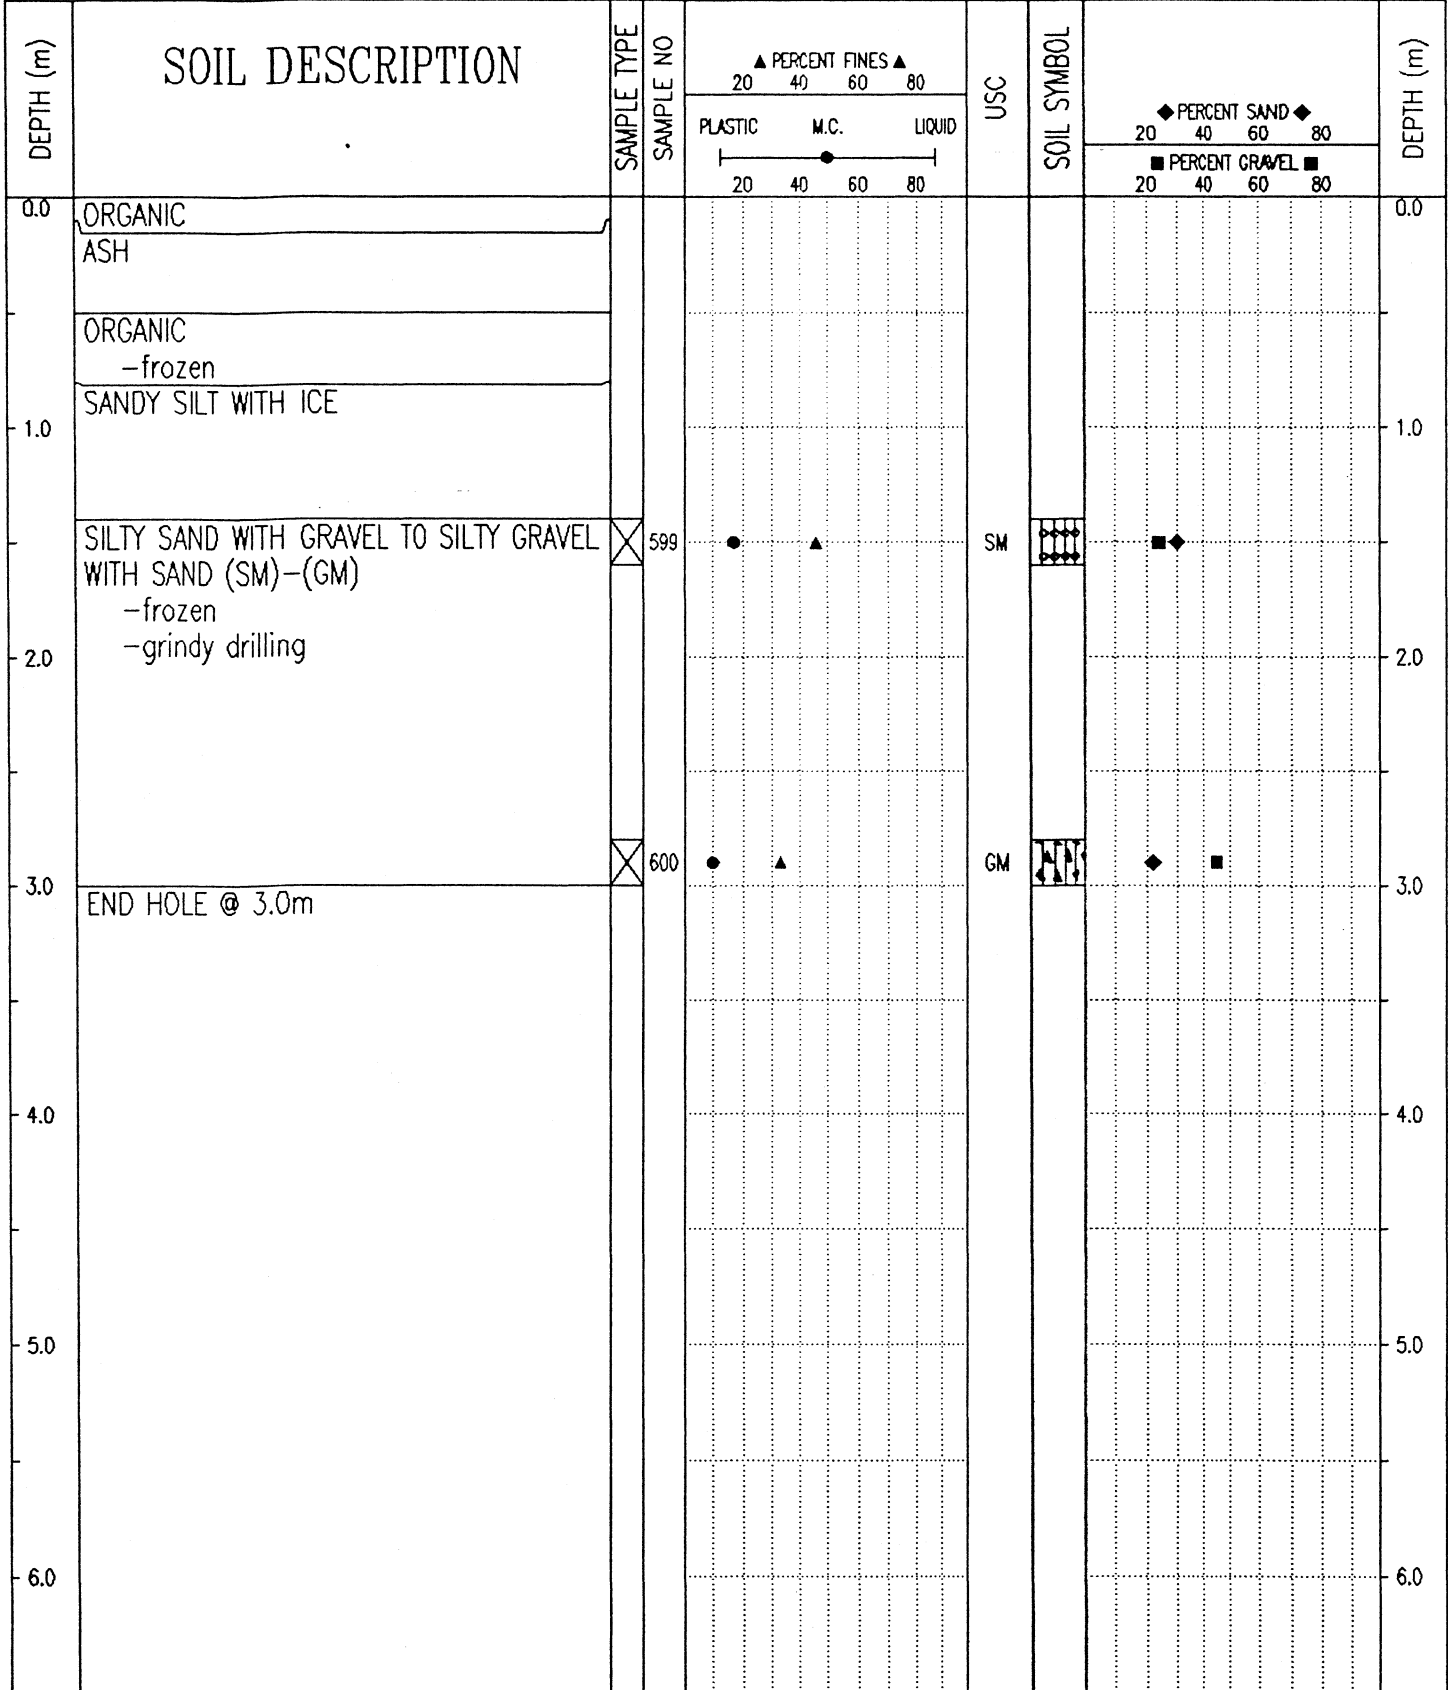 DEPTH (m)
SOIL DESCRIPTION
SAMPLE TYPE
SAMPLE NO
▲ PERCENT FINES ▲
20 40 60 80
PLASTIC M.C. LIQUID
20 40 60 80
USC
SOIL SYMBOL
◆ PERCENT SAND ◆
20 40 60 80
■ PERCENT GRAVEL ■
20 40 60 80
DEPTH (m)
0.0 ORGANIC 0.0
ASH
ORGANIC
-frozen
SANDY SILT WITH ICE
1.0 1.0
SILTY SAND WITH GRAVEL TO SILTY GRAVEL 599 SM
WITH SAND (SM)-(GM)
-frozen
-grindy drilling
2.0 2.0
600 GM
3.0 3.0
END HOLE @ 3.0m
4.0 4.0
5.0 5.0
6.0 6.0